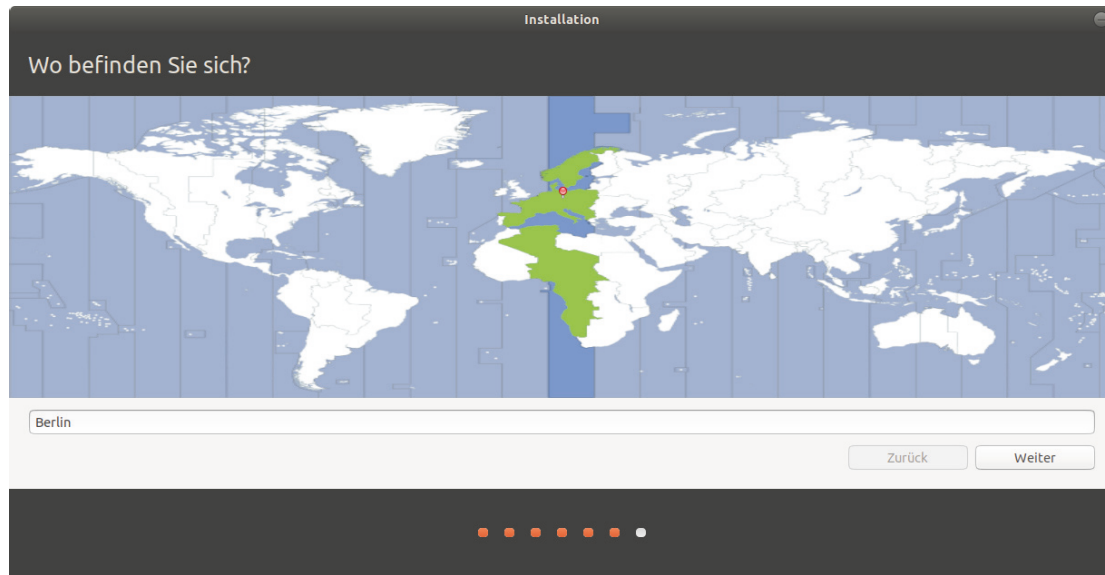 Installation
Wo befinden Sie sich?
Berlin
Zurück
Weiter